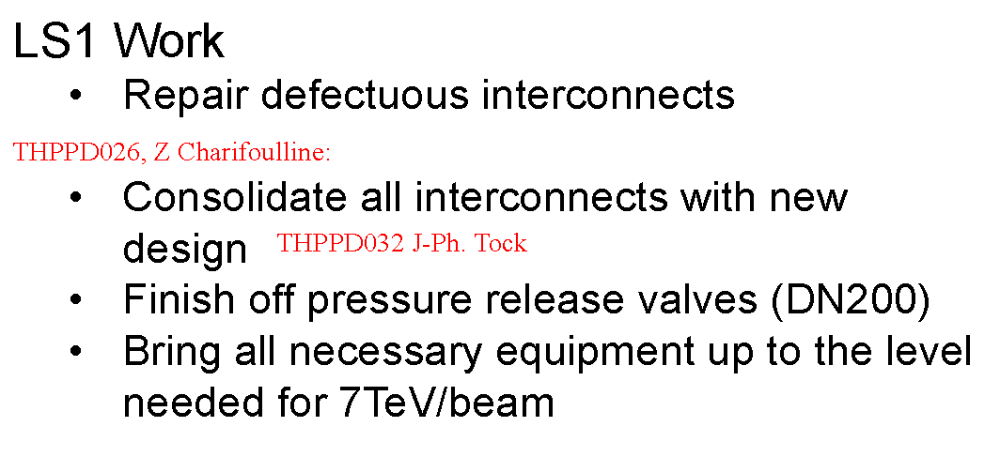 LS1 Work
• Repair defectuous interconnects
THPPD026, Z Charifoulline:
• Consolidate all interconnects with new
design THPPD032 J-Ph. Tock
• Finish off pressure release valves (DN200)
• Bring all necessary equipment up to the level
needed for 7TeV/beam